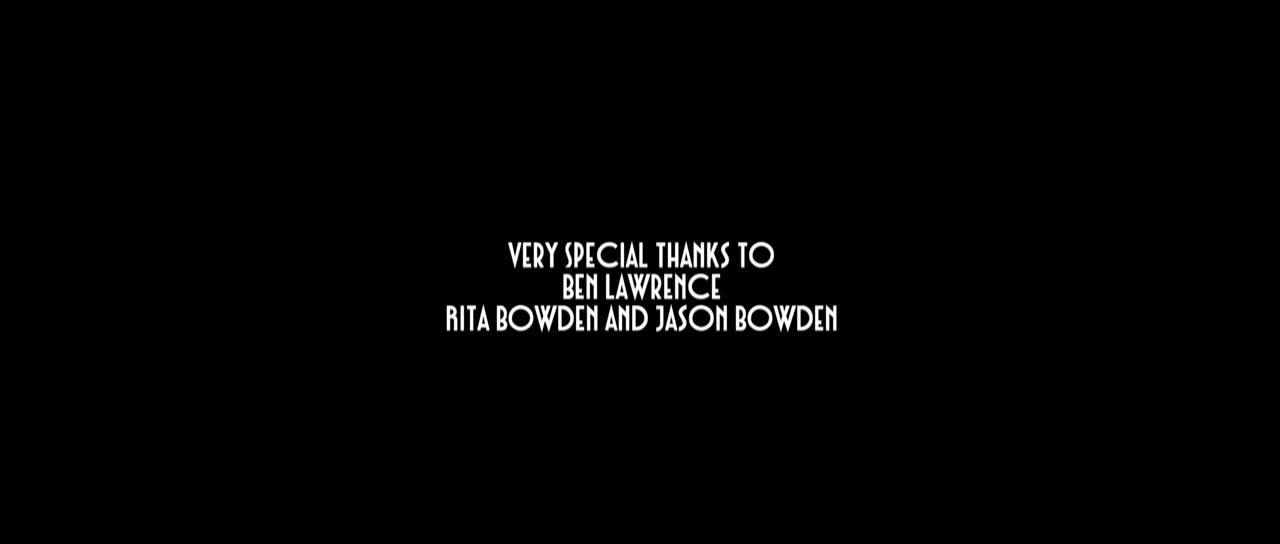 VERY SPECIAL THANKS TO
BEN LAWRENCE
RITA BOWDEN AND JASON BOWDEN